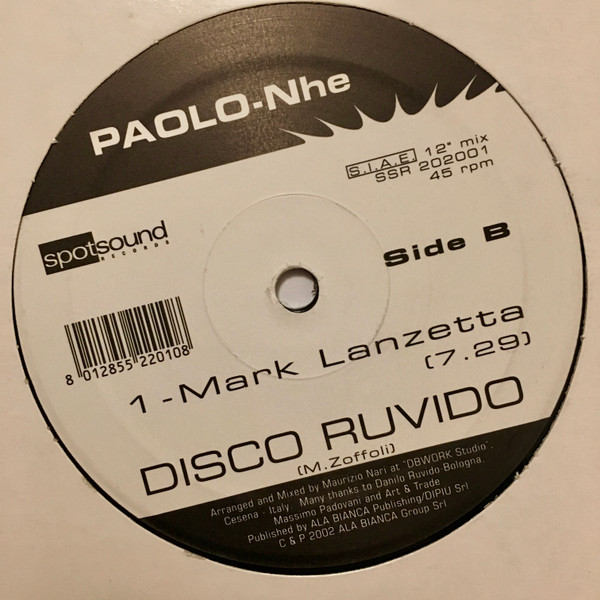 PAOLO-Nhe
S.I.A.E. 12" mix
SSR 202001
45 rpm
spotsound
RECORDS
Side B
8 012855 220108
1 - Mark Lanzetta
(7.29)
DISCO RUVIDO
(M.Zoffoli)
Arranged and Mixed by Maurizio Nari at "DBWORK Studio".
Cesena - Italy. Many thanks to Danilo Ruvido Bologna,
Massimo Padovani and Art & Trade
Published by ALA BIANCA Publishing/DIPIU Srl
C & P 2002 ALA BIANCA Group Srl